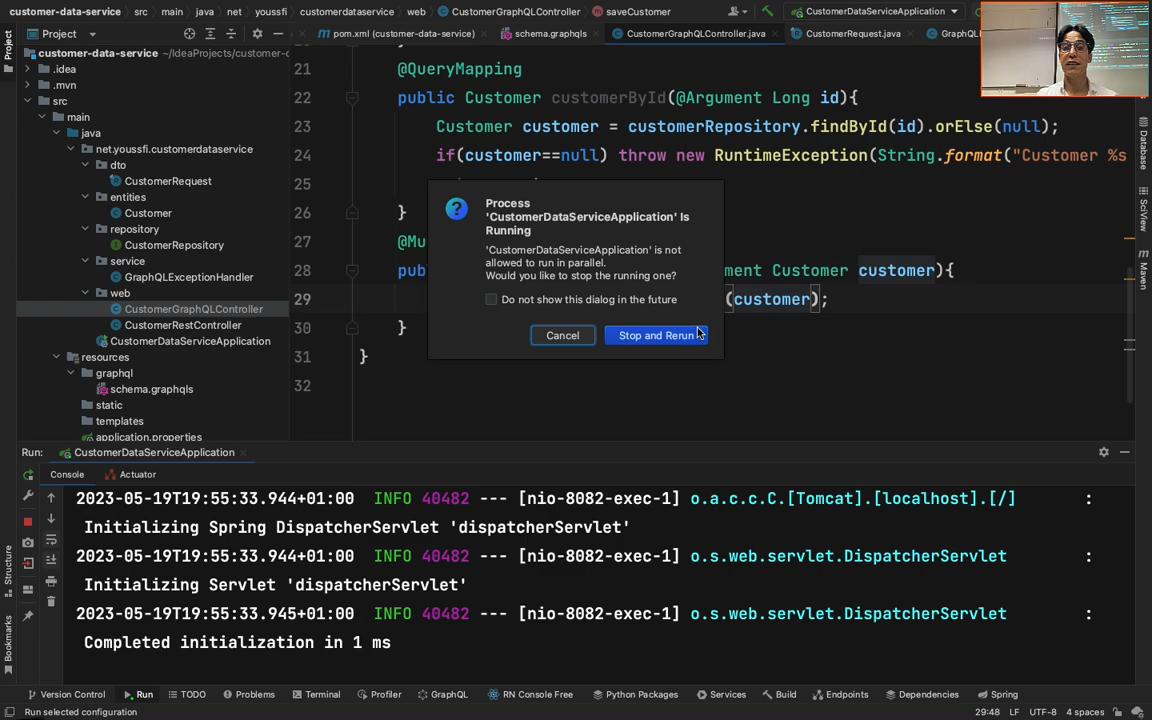 customer-data-service src main java net youssfi customerdataservice web CustomerGraphQLController saveCustomer CustomerDataServiceApplication
Project pom.xml (customer-data-service) schema.graphqls CustomerGraphQLController.java CustomerRequest.java
customer-data-service ~/IdeaProjects/customer-data-se
.idea
.mvn
src
main
java
net.youssfi.customerdataservice
dto
CustomerRequest
entities
Customer
repository
CustomerRepository
service
GraphQLExceptionHandler
web
CustomerGraphQLController
CustomerRestController
CustomerDataServiceApplication
resources
graphql
schema.graphqls
static
templates
application.properties
21 @QueryMapping
22 public Customer customerById(@Argument Long id){
23 Customer customer = customerRepository.findById(id).orElse(null);
24 if(customer==null) throw new RuntimeException(String.format("Customer %s
25
26 }
27 @Mu
28 pub ment Customer customer){
29 (customer);
30 }
31 }
32
Process
'CustomerDataServiceApplication' Is
Running
'CustomerDataServiceApplication' is not
allowed to run in parallel.
Would you like to stop the running one?
Do not show this dialog in the future
Cancel Stop and Rerun
Project
Structure
Bookmarks
Database
SciView
Maven
Run: CustomerDataServiceApplication
Console Actuator
2023-05-19T19:55:33.944+01:00 INFO 40482 --- [nio-8082-exec-1] o.a.c.c.C.[Tomcat].[localhost].[/] :
Initializing Spring DispatcherServlet 'dispatcherServlet'
2023-05-19T19:55:33.945+01:00 INFO 40482 --- [nio-8082-exec-1] o.s.web.servlet.DispatcherServlet :
Initializing Servlet 'dispatcherServlet'
2023-05-19T19:55:33.945+01:00 INFO 40482 --- [nio-8082-exec-1] o.s.web.servlet.DispatcherServlet :
Completed initialization in 1 ms
Version Control Run TODO Problems Terminal Profiler GraphQL RN Console Free Python Packages Services Build Endpoints Dependencies Spring
Run selected configuration 29:48 LF UTF-8 4 spaces